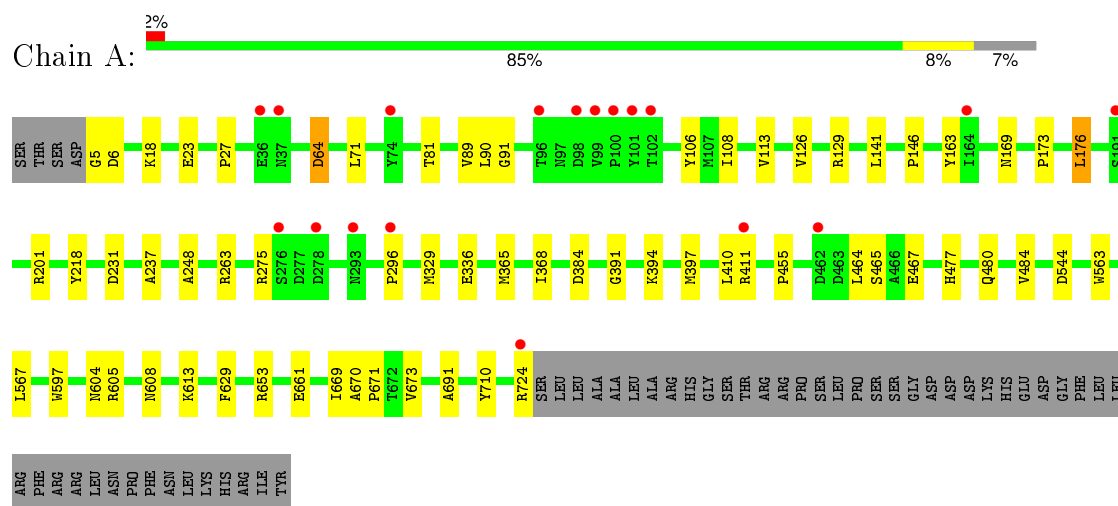 2%
Chain A:
85% 8% 7%
SER THR SER ASP G5 D6 K18 E23 P27 E36 N37 D64 L71 Y74 T81 V89 L90 G91 T96 N97 D98 V99 P100 Y101 I102 Y106 M107 I108 V113 V126 R129 L141 P146 Y163 I164 N169 P173 L176 S191
R201 Y218 D231 A237 A248 R263 R275 S276 D277 D278 N293 P296 M329 E336 M365 I368 D384 G391 K394 M397 L410 R411 P455 D462 D463 L464 S465 A466 E467 H477 Q480 V484 D544 W563
L567 W597 N604 R605 N608 K613 F629 R653 E661 I669 A670 P671 T672 V673 A691 Y710 R724 SER LEU LEU ALA ALA LEU ALA ARG HIS GLY SER THR ARG ARG PRO SER LEU PRO SER SER GLY ASP ASP ASP LYS HIS GLU ASP GLY PHE LEU LEU
ARG PHE ARG ARG LEU ASN PRO PHE ASN LEU LYS HIS ARG ILE TYR